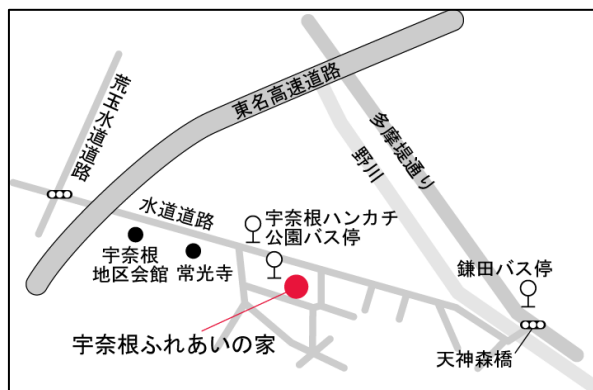 東名高速道路
荒玉水道道路
多摩堤通り
野川
水道道路
宇奈根ハンカチ
公園バス停
宇奈根
地区会館
常光寺
鎌田バス停
宇奈根ふれあいの家
天神森橋